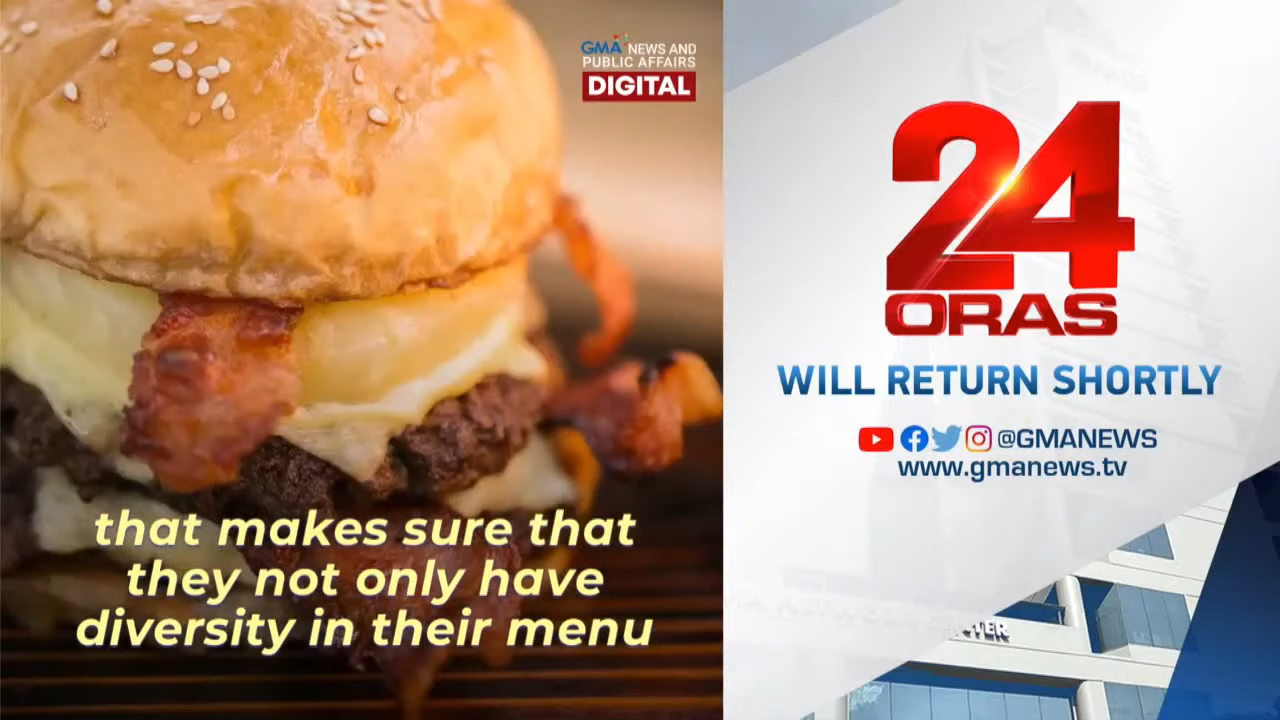 GMA NEWS AND
PUBLIC AFFAIRS
DIGITAL
that makes sure that
they not only have
diversity in their menu
24
ORAS
WILL RETURN SHORTLY
@GMANEWS
www.gmanews.tv